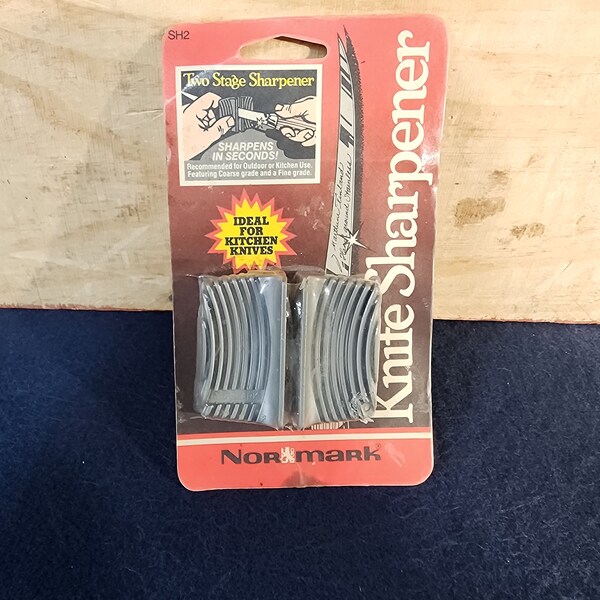 SH2
Two Stage Sharpener
SHARPENS
IN SECONDS!
Recommended for Outdoor or Kitchen Use.
Featuring Coarse grade and a Fine grade.
IDEAL
FOR
KITCHEN
KNIVES
Knife Sharpener
NORMARK